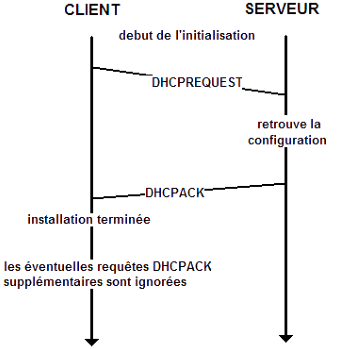 CLIENT
SERVEUR
debut de l'initialisation
DHCPREQUEST
retrouve la
configuration
DHCPACK
installation terminée
les éventuelles requêtes DHCPACK
supplémentaires sont ignorées